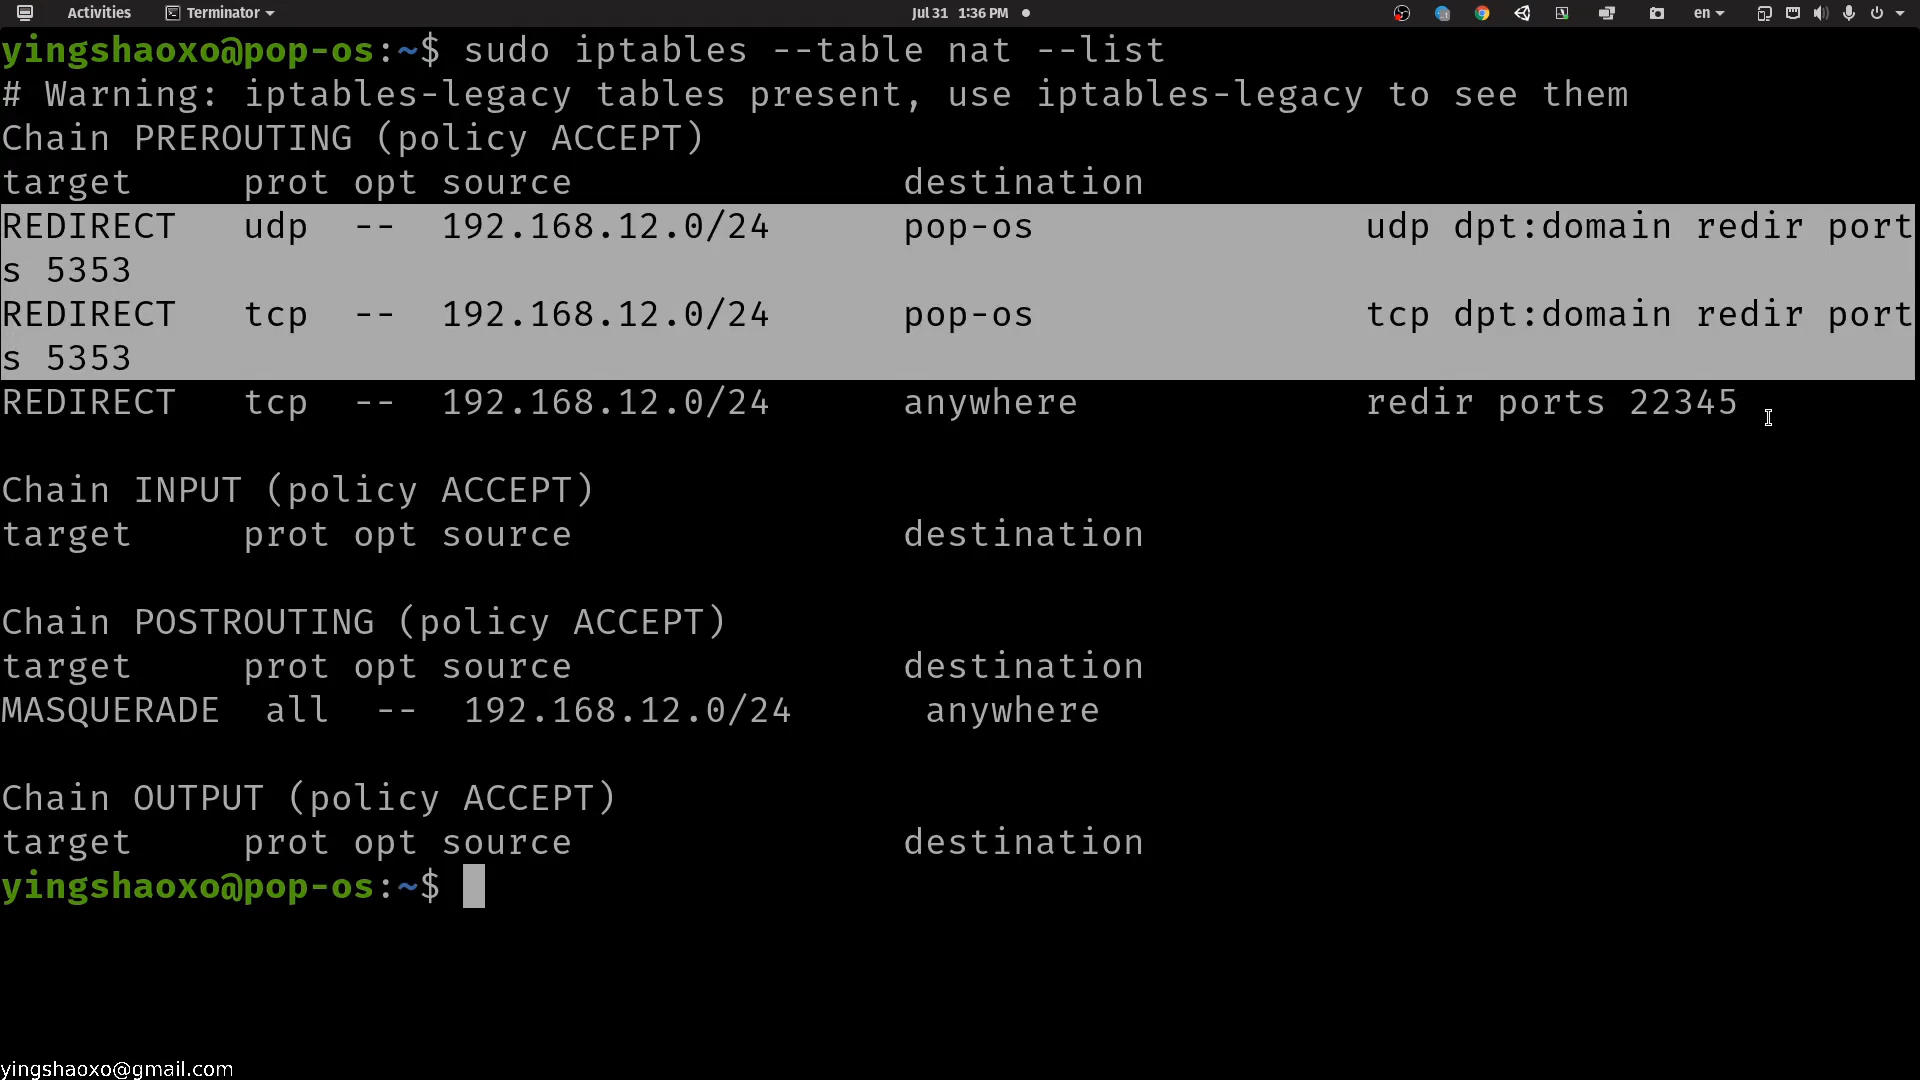 Activities Terminator Jul 31 1:36 PM en
yingshaoxo@pop-os:~$ sudo iptables --table nat --list
# Warning: iptables-legacy tables present, use iptables-legacy to see them
Chain PREROUTING (policy ACCEPT)
target     prot opt source               destination
REDIRECT   udp  --  192.168.12.0/24      pop-os               udp dpt:domain redir port
s 5353
REDIRECT   tcp  --  192.168.12.0/24      pop-os               tcp dpt:domain redir port
s 5353
REDIRECT   tcp  --  192.168.12.0/24      anywhere             redir ports 22345
Chain INPUT (policy ACCEPT)
target     prot opt source               destination
Chain POSTROUTING (policy ACCEPT)
target     prot opt source               destination
MASQUERADE  all  --  192.168.12.0/24      anywhere
Chain OUTPUT (policy ACCEPT)
target     prot opt source               destination
yingshaoxo@pop-os:~$
yingshaoxo@gmail.com